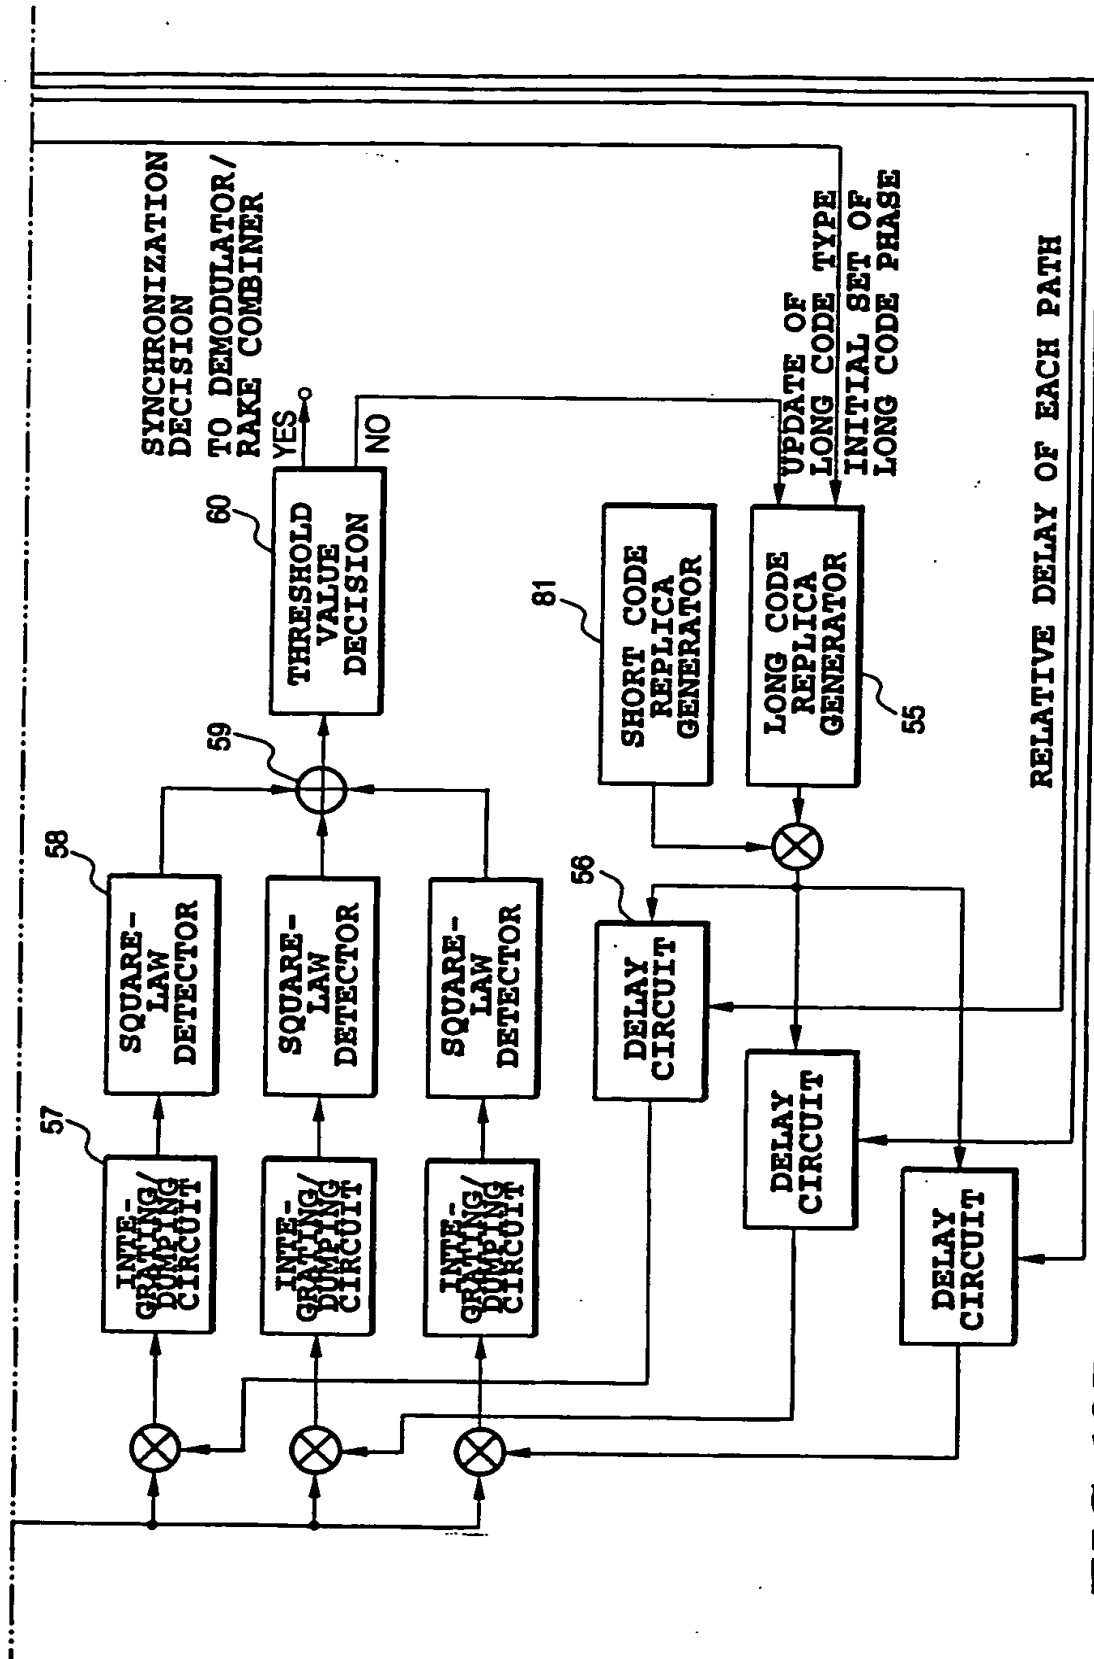 SYNCHRONIZATION
DECISION
TO DEMODULATOR/
RAKE COMBINER
57
INTE-
GRATING/
DUMPING
CIRCUIT
58
SQUARE-
LAW
DETECTOR
INTE-
GRATING/
DUMPING
CIRCUIT
SQUARE-
LAW
DETECTOR
59
60
THRESHOLD
VALUE
DECISION
YES
NO
INTE-
GRATING/
DUMPING
CIRCUIT
SQUARE-
LAW
DETECTOR
81
SHORT CODE
REPLICA
GENERATOR
56
DELAY
CIRCUIT
UPDATE OF
LONG CODE TYPE
INITIAL SET OF
LONG CODE PHASE
LONG CODE
REPLICA
GENERATOR
55
DELAY
CIRCUIT
DELAY
CIRCUIT
RELATIVE DELAY OF EACH PATH